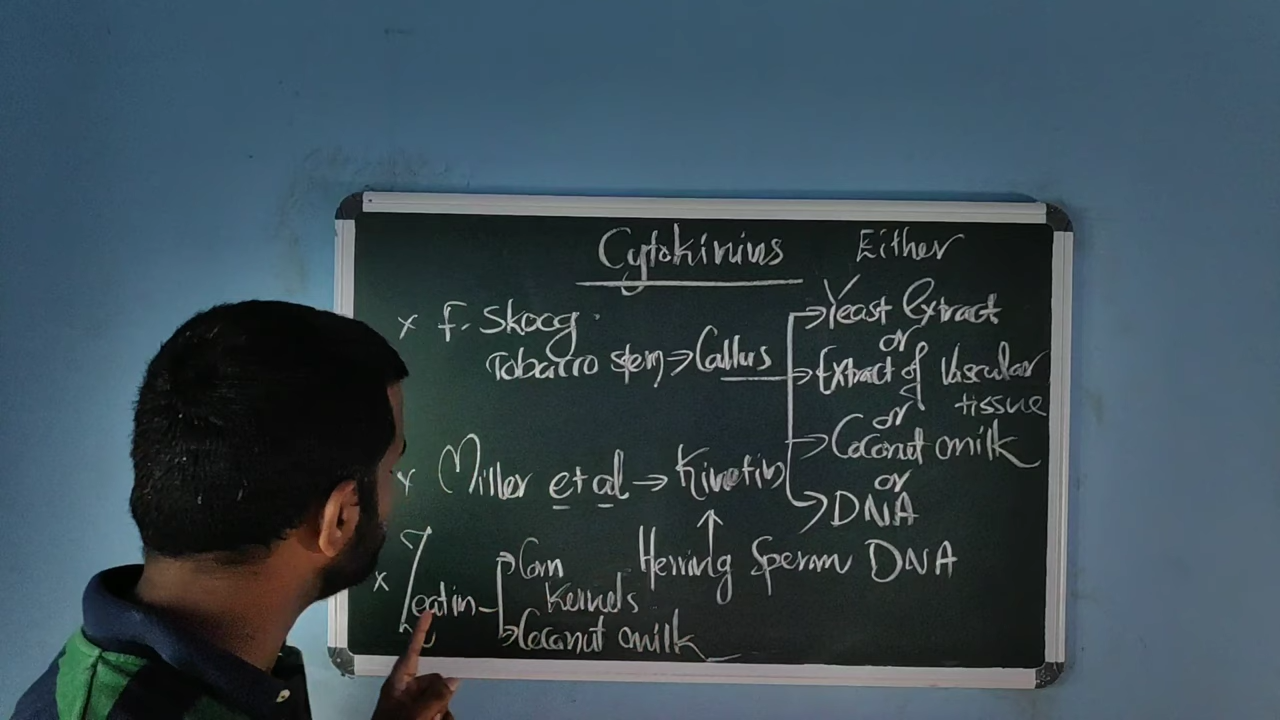 Cytokinins
Either
x F. Skoog.
Tobacco stem → Callus
→ Yeast Extract
or
→ Extract of Vascular
tissue
or
→ Coconut milk
or
→ DNA
x Miller et al → Kinetin
↑
Herring Sperm DNA
x Zeatin
→ Corn
Kernels
→ Coconut milk